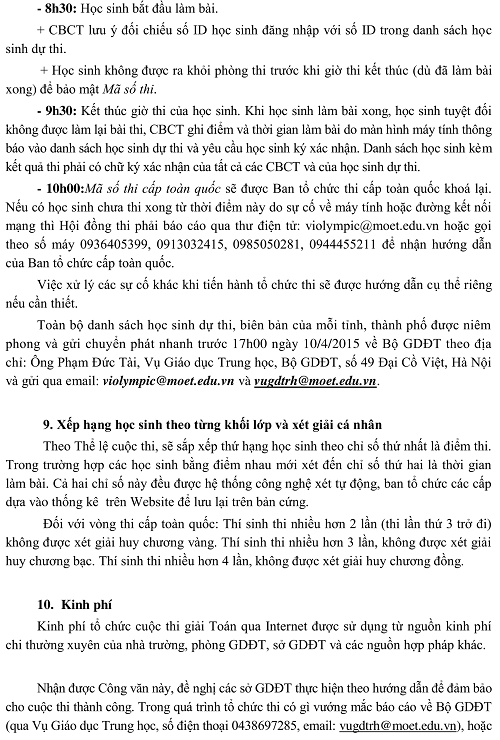 - 8h30: Học sinh bắt đầu làm bài.
+ CBCT lưu ý đối chiếu số ID học sinh đăng nhập với số ID trong danh sách học
sinh dự thi.
+ Học sinh không được ra khỏi phòng thi trước khi giờ thi kết thúc (dù đã làm bài
xong) để bảo mật Mã số thi.
- 9h30: Kết thúc giờ thi của học sinh. Khi học sinh làm bài xong, học sinh tuyệt đối
không được làm lại bài thi, CBCT ghi điểm và thời gian làm bài do màn hình máy tính thông
báo vào danh sách học sinh dự thi và yêu cầu học sinh ký xác nhận. Danh sách học sinh kèm
kết quả thi phải có chữ ký xác nhận của tất cả các CBCT và của học sinh dự thi.
- 10h00:Mã số thi cấp toàn quốc sẽ được Ban tổ chức thi cấp toàn quốc khoá lại.
Nếu có học sinh chưa thi xong từ thời điểm này do sự cố về máy tính hoặc đường kết nối
mạng thì Hội đồng thi phải báo cáo qua thư điện tử: violympic@moet.edu.vn hoặc gọi
theo số máy 0936405399, 0913032415, 0985050281, 0944455211 để nhận hướng dẫn
của Ban tổ chức cấp toàn quốc.
Việc xử lý các sự cố khác khi tiến hành tổ chức thi sẽ được hướng dẫn cụ thể riêng
nếu cần thiết.
Toàn bộ danh sách học sinh dự thi, biên bản của mỗi tỉnh, thành phố được niêm
phong và gửi chuyển phát nhanh trước 17h00 ngày 10/4/2015 về Bộ GDĐT theo địa
chỉ: Ông Phạm Đức Tài, Vụ Giáo dục Trung học, Bộ GDĐT, số 49 Đại Cồ Việt, Hà Nội
và gửi qua email: violympic@moet.edu.vn và vugdtrh@moet.edu.vn.
9. Xếp hạng học sinh theo từng khối lớp và xét giải cá nhân
Theo Thể lệ cuộc thi, sẽ sắp xếp thứ hạng học sinh theo chỉ số thứ nhất là điểm thi.
Trong trường hợp các học sinh bằng điểm nhau mới xét đến chỉ số thứ hai là thời gian
làm bài. Cả hai chỉ số này đều được hệ thống công nghệ xét tự động, ban tổ chức các cấp
dựa vào thống kê trên Website để lưu lại trên bản cứng.
Đối với vòng thi cấp toàn quốc: Thí sinh thi nhiều hơn 2 lần (thi lần thứ 3 trở đi)
không được xét giải huy chương vàng. Thí sinh thi nhiều hơn 3 lần, không được xét giải
huy chương bạc. Thí sinh thi nhiều hơn 4 lần, không được xét giải huy chương đồng.
10. Kinh phí
Kinh phí tổ chức cuộc thi giải Toán qua Internet được sử dụng từ nguồn kinh phí
chi thường xuyên của nhà trường, phòng GDĐT, sở GDĐT và các nguồn hợp pháp khác.
Nhận được Công văn này, đề nghị các sở GDĐT thực hiện theo hướng dẫn để đảm bảo
cho cuộc thi thành công. Trong quá trình tổ chức thi có gì vướng mắc báo cáo về Bộ GDĐT
(qua Vụ Giáo dục Trung học, số điện thoại 0438697285, email: vugdtrh@moet.edu.vn), hoặc